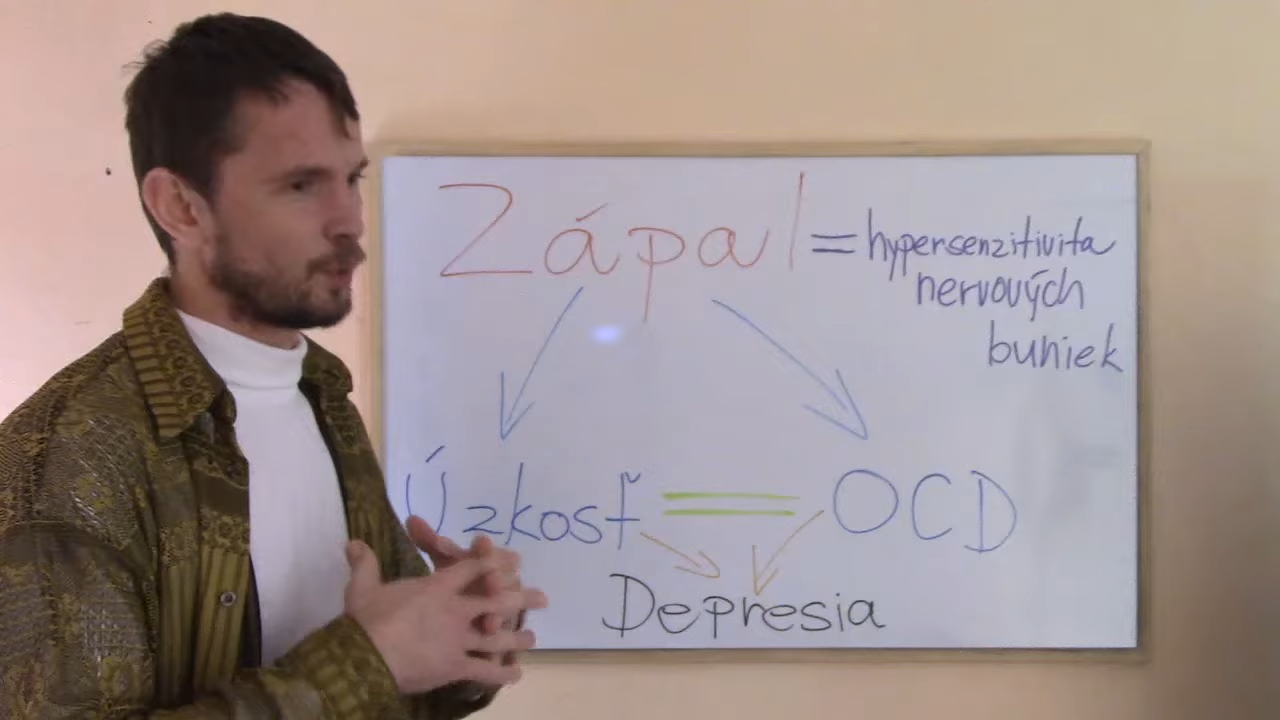 Zápal = hypersenzitivita
nervových
buniek
Úzkosť = OCD
Depresia